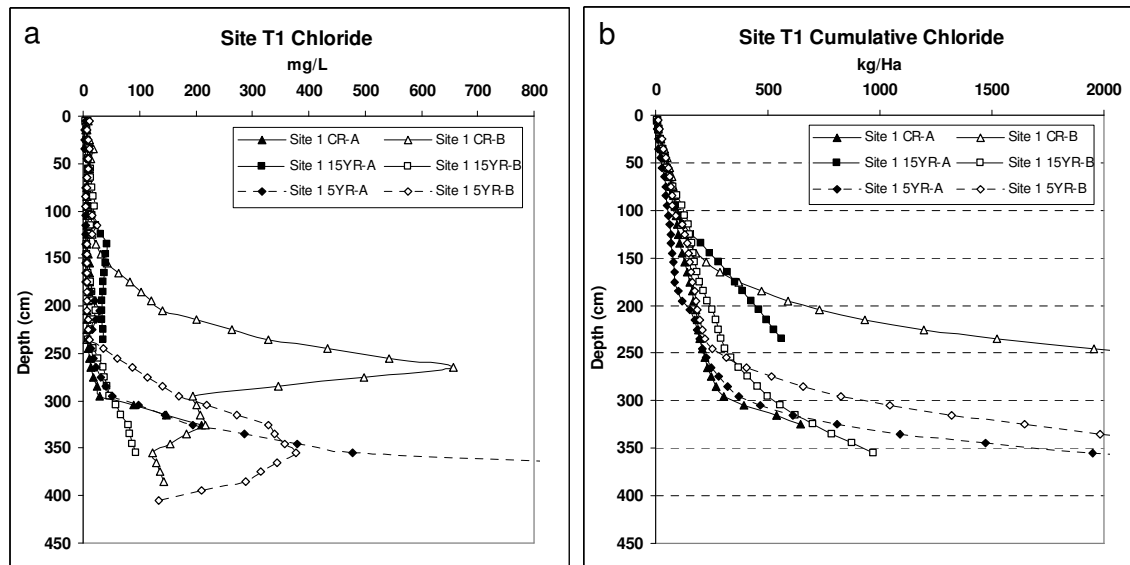 a
Site T1 Chloride
mg/L
0 100 200 300 400 500 600 700 800
Depth (cm)
0
50
100
150
200
250
300
350
400
450
Site 1 CR-A Site 1 CR-B
Site 1 15YR-A Site 1 15YR-B
Site 1 5YR-A Site 1 5YR-B
b
Site T1 Cumulative Chloride
kg/Ha
0 500 1000 1500 2000
Depth (cm)
0
50
100
150
200
250
300
350
400
450
Site 1 CR-A Site 1 CR-B
Site 1 15YR-A Site 1 15YR-B
Site 1 5YR-A Site 1 5YR-B